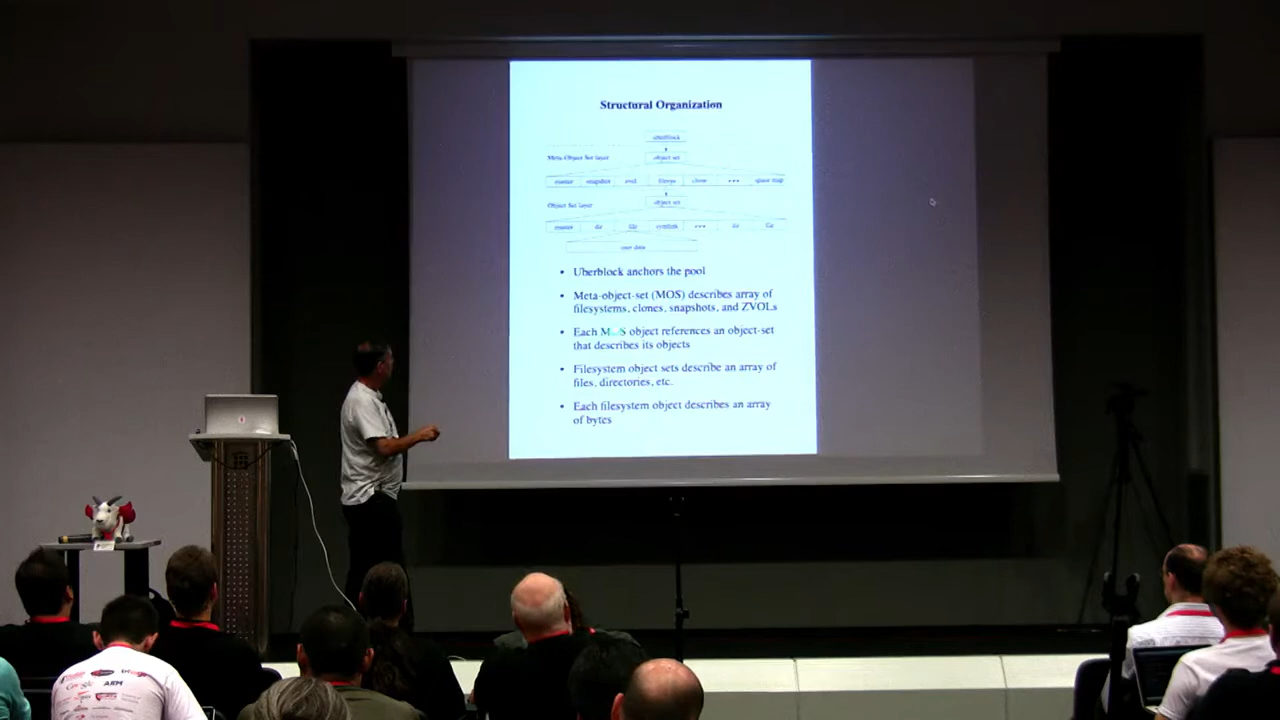 Structural Organization
uberblock
Meta Object Set layer
object set
master snapshot zvol filesys clone ••• space map
Object Set layer
object set
master dir file symlink ••• dir file
user data
• Uberblock anchors the pool
• Meta-object-set (MOS) describes array of
filesystems, clones, snapshots, and ZVOLs
• Each MOS object references an object-set
that describes its objects
• Filesystem object sets describe an array of
files, directories, etc.
• Each filesystem object describes an array
of bytes
Google ARM